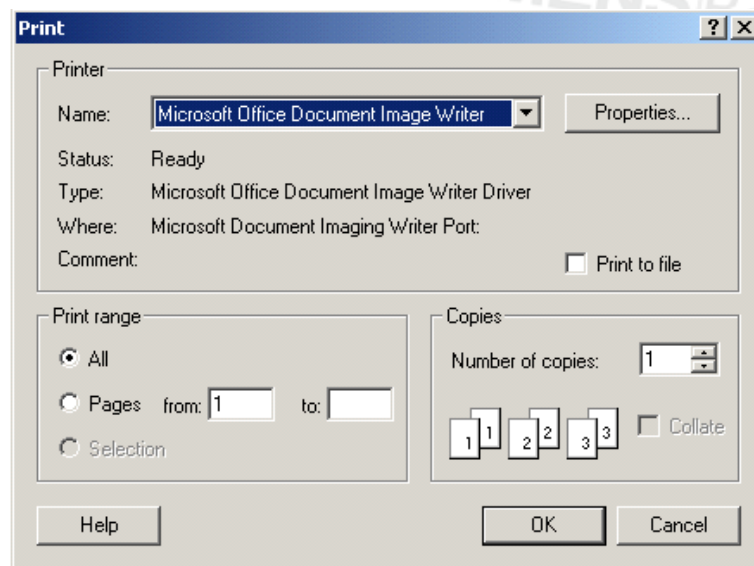 Print
Printer
Name: Microsoft Office Document Image Writer Properties...
Status: Ready
Type: Microsoft Office Document Image Writer Driver
Where: Microsoft Document Imaging Writer Port:
Comment: Print to file
Print range
All
Pages from: 1 to:
Selection
Copies
Number of copies: 1
1 1 2 2 3 3 Collate
Help OK Cancel